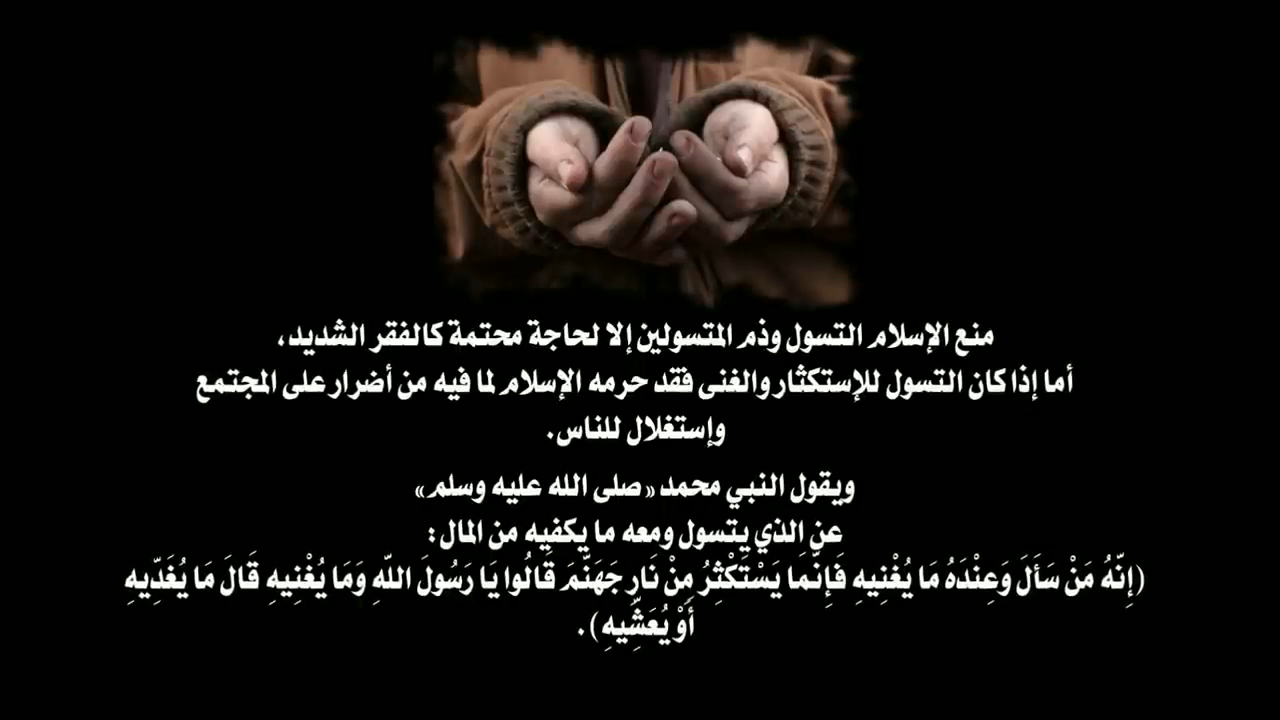 منع الإسلام التسول وذم المتسولين إلا لحاجة محتمة كالفقر الشديد،
أما إذا كان التسول للإستكثار والغنى فقد حرمه الإسلام لما فيه من أضرار على المجتمع
وإستغلال للناس.
ويقول النبي محمد «صلى الله عليه وسلم»
عن الذي يتسول ومعه ما يكفيه من المال:
(إِنَّهُ مَنْ سَأَلَ وَعِنْدَهُ مَا يُغْنِيهِ فَإِنَّمَا يَسْتَكْثِرُ مِنْ نَارِ جَهَنَّمَ قَالُوا يَا رَسُولَ اللهِ وَمَا يُغْنِيهِ قَالَ مَا يُغَدِّيهِ
أَوْ يُعَشِّيهِ).